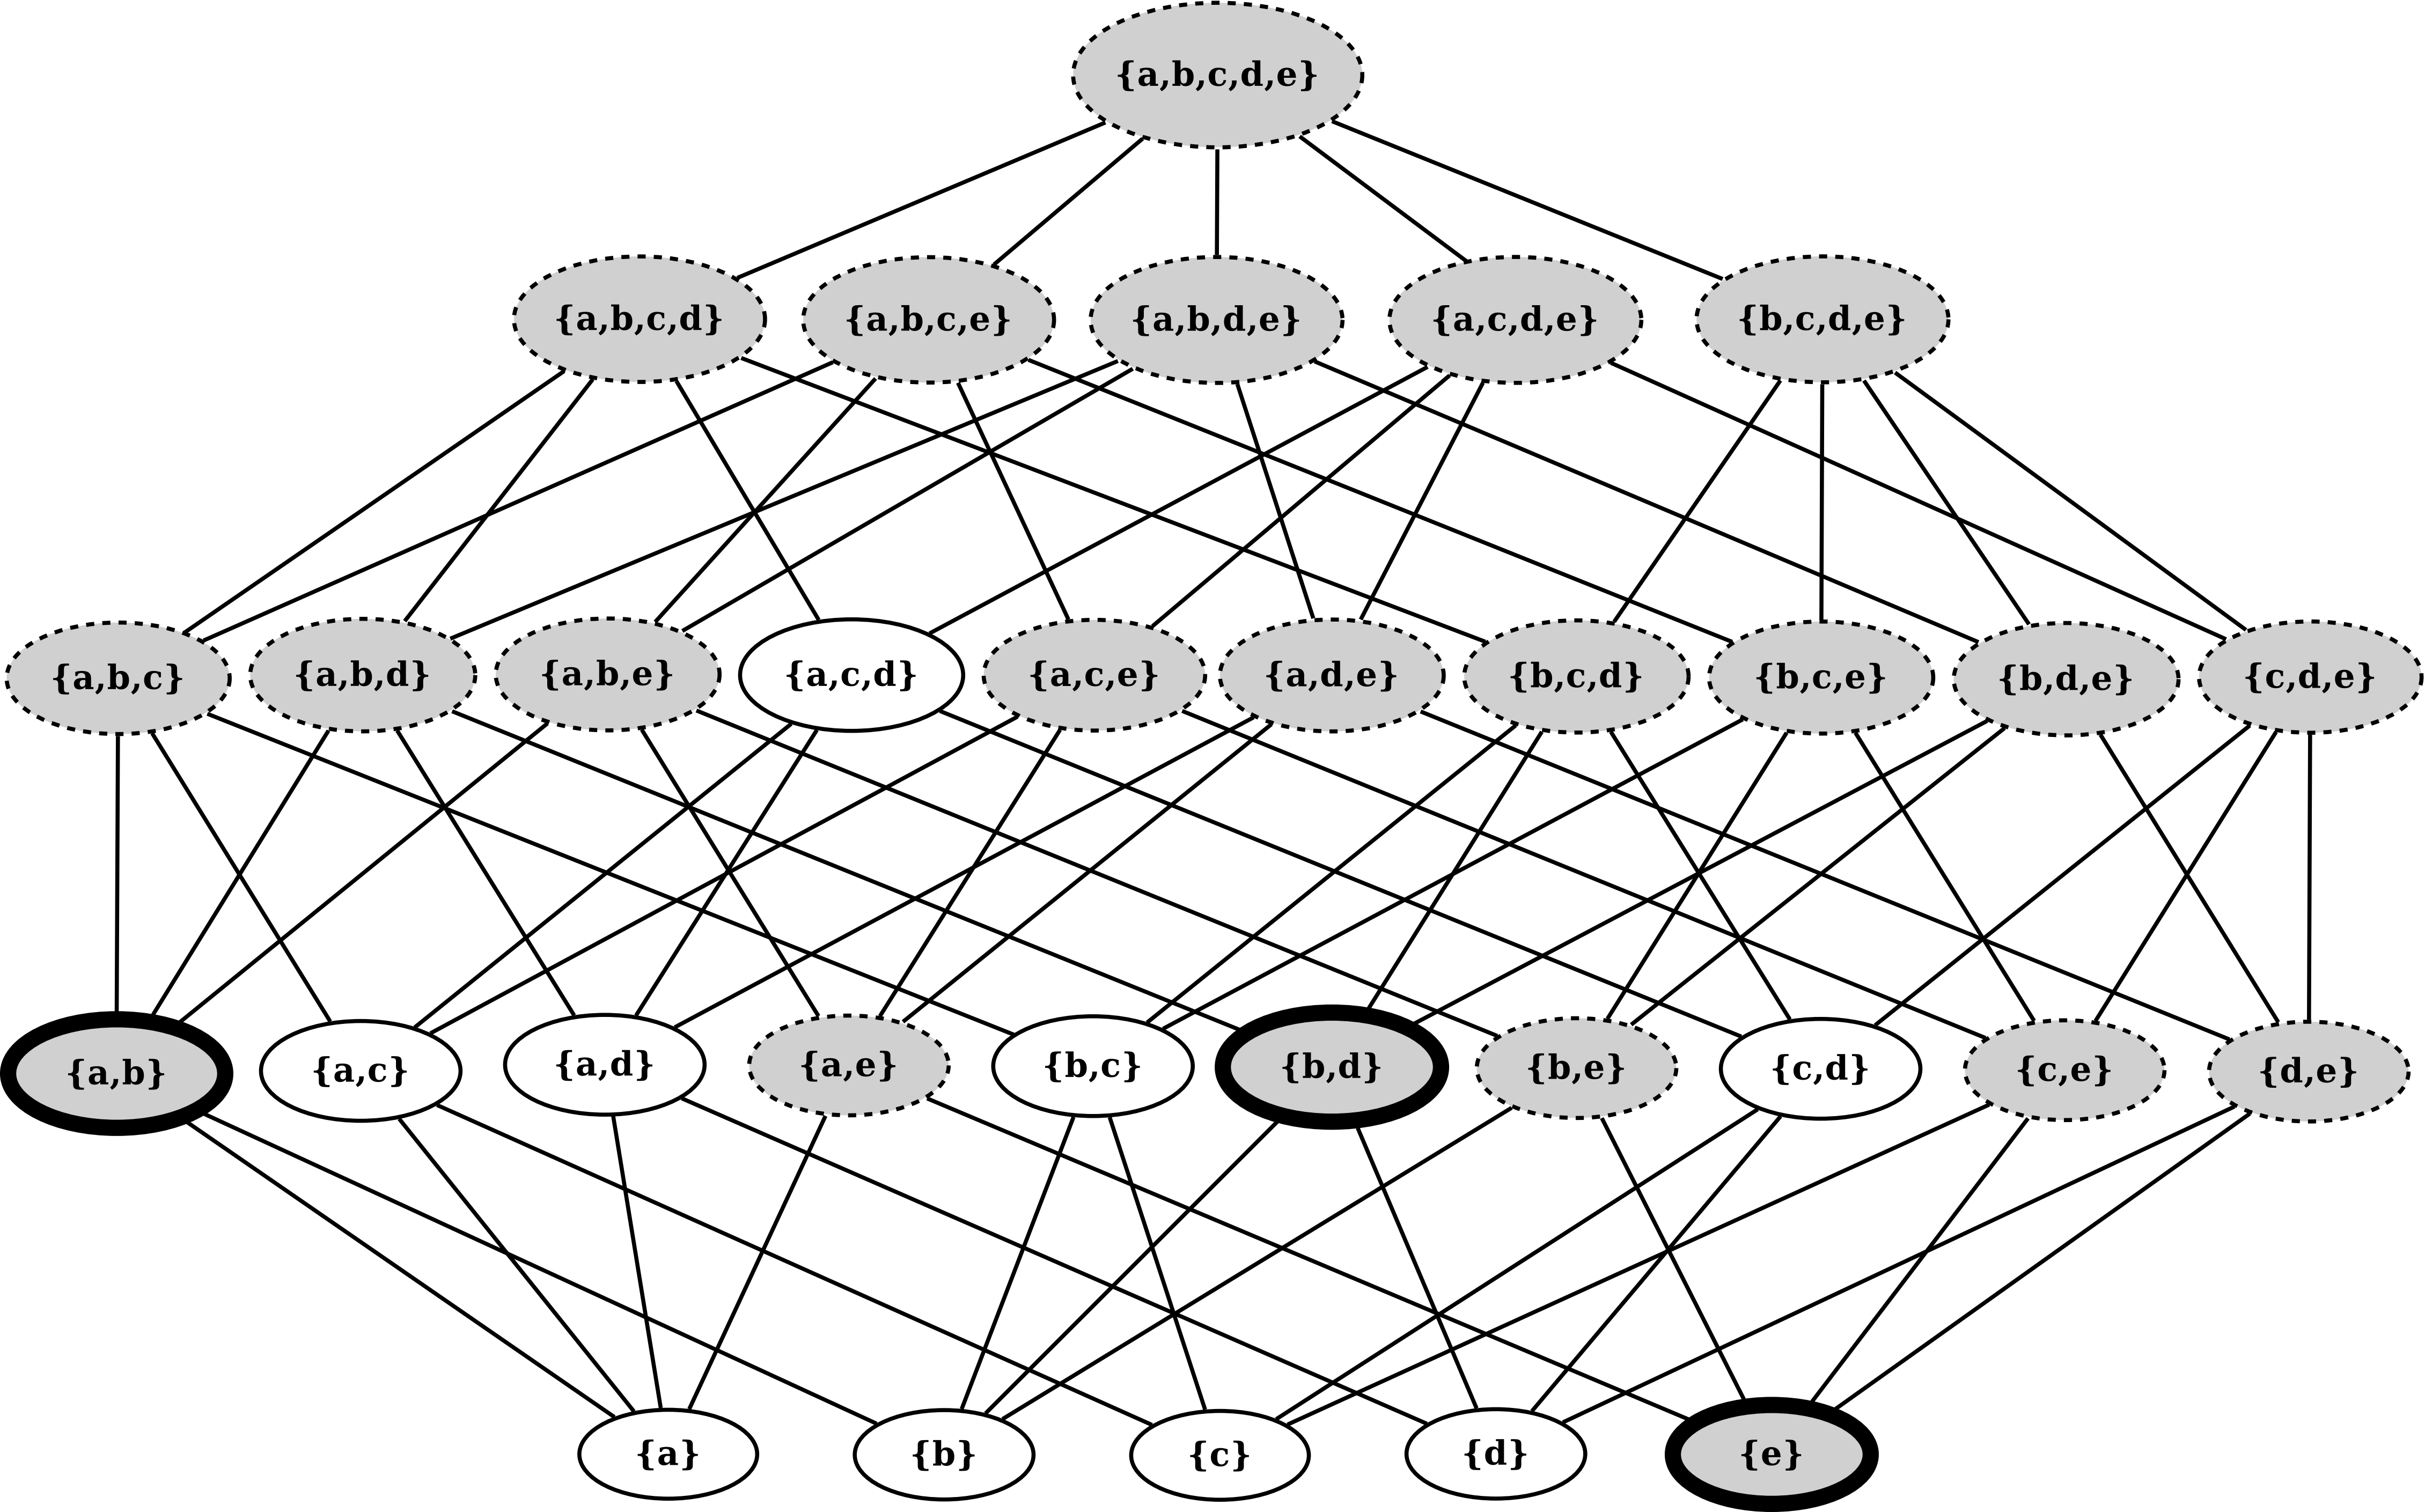 {a,b,c,d,e}
{a,b,c,d} {a,b,c,e} {a,b,d,e} {a,c,d,e} {b,c,d,e}
{a,b,c} {a,b,d} {a,b,e} {a,c,d} {a,c,e} {a,d,e} {b,c,d} {b,c,e} {b,d,e} {c,d,e}
{a,b} {a,c} {a,d} {a,e} {b,c} {b,d} {b,e} {c,d} {c,e} {d,e}
{a} {b} {c} {d} {e}